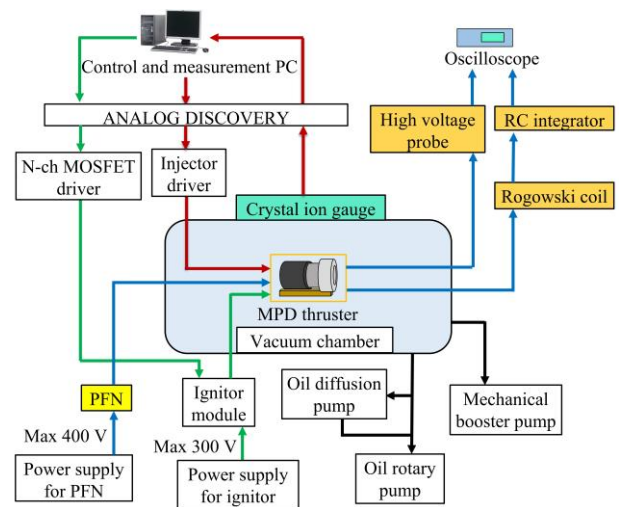 Control and measurement PC
Oscilloscope
ANALOG DISCOVERY
High voltage
probe
RC integrator
N-ch MOSFET
driver
Injector
driver
Rogowski coil
Crystal ion gauge
MPD thruster
Vacuum chamber
PFN
Ignitor
module
Oil diffusion
pump
Mechanical
booster pump
Max 400 V
Max 300 V
Power supply
for PFN
Power supply
for ignitor
Oil rotary
pump